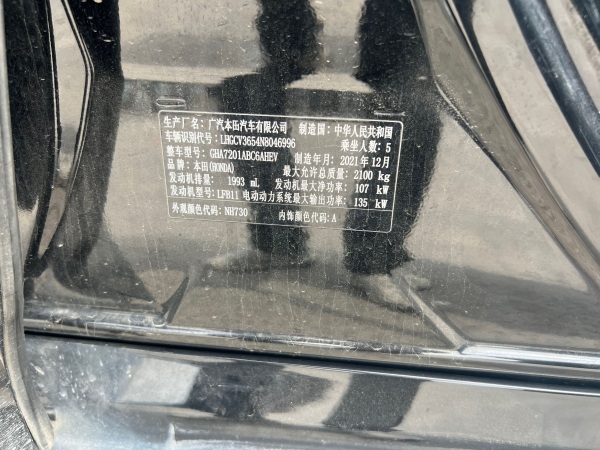 生产厂名：广汽本田汽车有限公司 制造国：中华人民共和国
车辆识别代号：LHGCV3654N8046996 乘坐人数：5
整车型号：GHA7201ABC6AHEV 制造年月：2021年12月
品牌：本田(HONDA) 最大允许总质量：2100 kg
发动机排量： 1993 mL 发动机最大净功率：107 kW
发动机型号：LFB11 电动动力系统最大输出功率：135 kW
外观颜色代码：NH730 内饰颜色代码：A